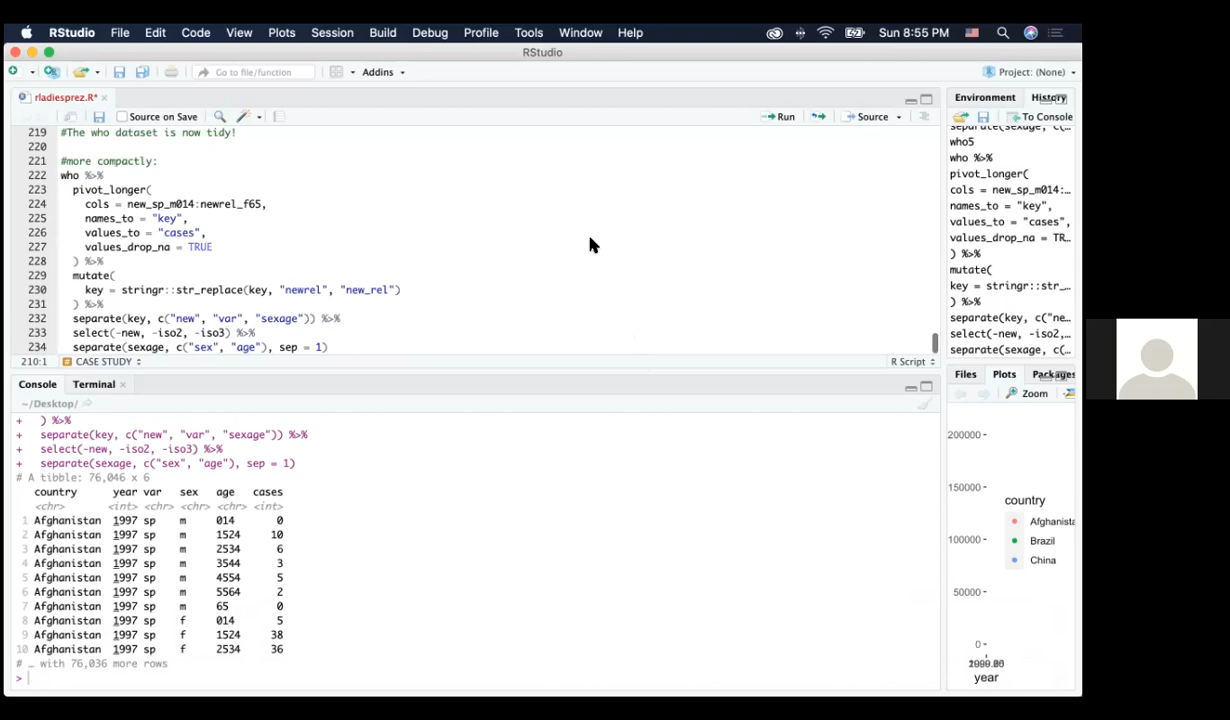 RStudio File Edit Code View Plots Session Build Debug Profile Tools Window Help Sun 8:55 PM
RStudio
Go to file/function Addins Project: (None)
rladiesprez.R*
Source on Save Run Source
219 #The who dataset is now tidy!
220
221 #more compactly:
222 who %>%
223 pivot_longer(
224 cols = new_sp_m014:newrel_f65,
225 names_to = "key",
226 values_to = "cases",
227 values_drop_na = TRUE
228 ) %>%
229 mutate(
230 key = stringr::str_replace(key, "newrel", "new_rel")
231 ) %>%
232 separate(key, c("new", "var", "sexage")) %>%
233 select(-new, -iso2, -iso3) %>%
234 separate(sexage, c("sex", "age"), sep = 1)
210:1 CASE STUDY R Script
Console Terminal
~/Desktop/
+ ) %>%
+ separate(key, c("new", "var", "sexage")) %>%
+ select(-new, -iso2, -iso3) %>%
+ separate(sexage, c("sex", "age"), sep = 1)
# A tibble: 76,046 x 6
country year var sex age cases
<chr> <int> <chr> <chr> <chr> <int>
1 Afghanistan 1997 sp m 014 0
2 Afghanistan 1997 sp m 1524 10
3 Afghanistan 1997 sp m 2534 6
4 Afghanistan 1997 sp m 3544 3
5 Afghanistan 1997 sp m 4554 5
6 Afghanistan 1997 sp m 5564 2
7 Afghanistan 1997 sp m 65 0
8 Afghanistan 1997 sp f 014 5
9 Afghanistan 1997 sp f 1524 38
10 Afghanistan 1997 sp f 2534 36
# … with 76,036 more rows
>
Environment History
To Console
separate(sexage, c(…
who5
who %>%
pivot_longer(
cols = new_sp_m014:…
names_to = "key",
values_to = "cases",
values_drop_na = TR…
) %>%
mutate(
key = stringr::str_…
) %>%
separate(key, c("ne…
select(-new, -iso2,…
separate(sexage, c(…
Files Plots Packages
Zoom
200000
150000
100000
50000
0
country
Afghanista
Brazil
China
year